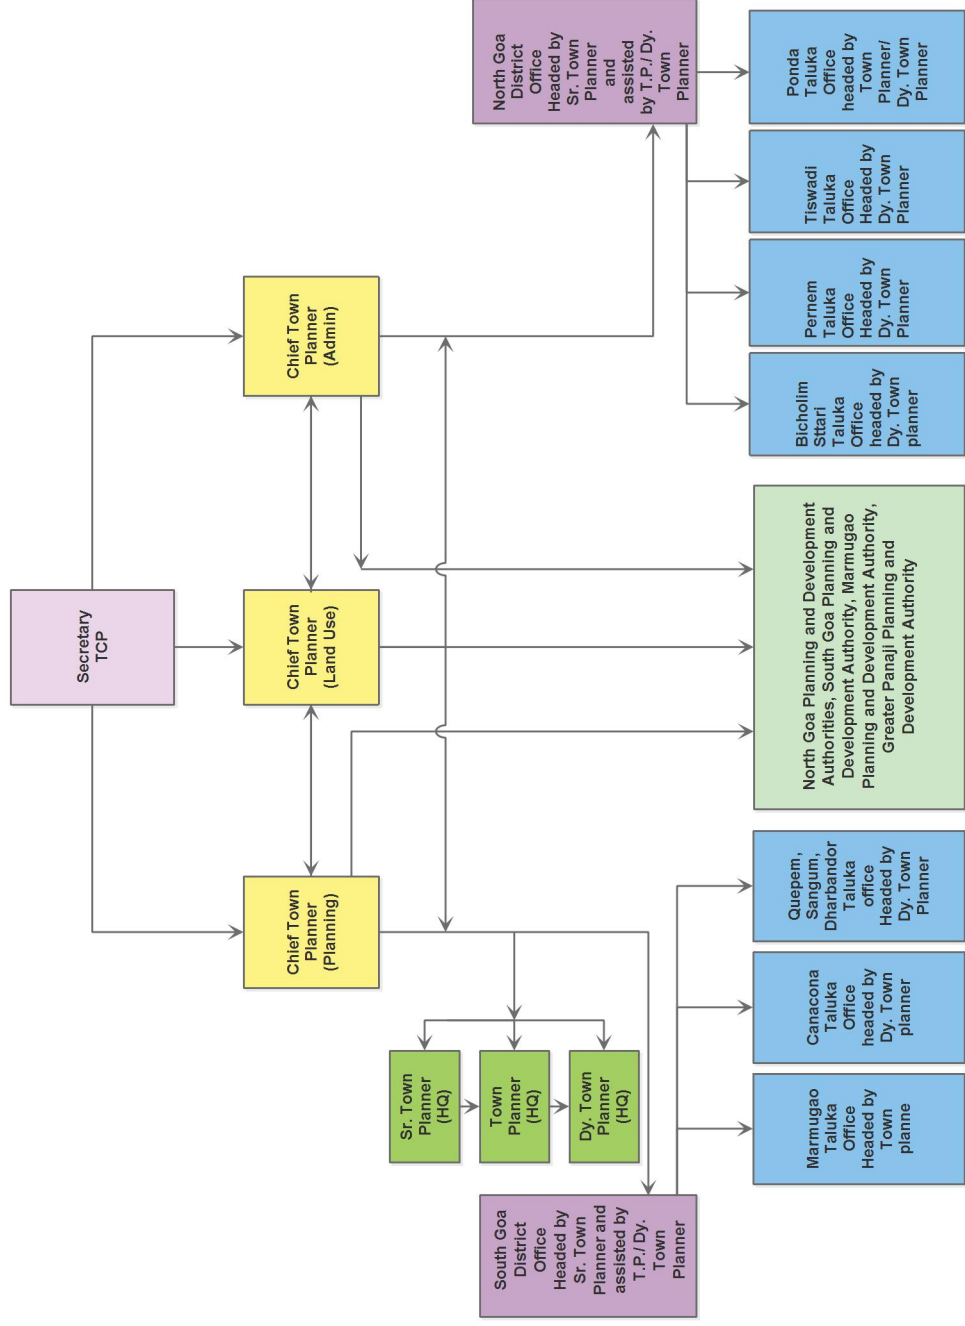 Secretary
TCP
Chief Town
Planner
(Planning)
Chief Town
Planner
(Land Use)
Chief Town
Planner
(Admin)
Sr. Town
Planner
(HQ)
Town
Planner
(HQ)
Dy. Town
Planner
(HQ)
South Goa
District
Office
Headed by
Sr. Town
Planner and
assisted by
T.P./ Dy.
Town
Planner
North Goa
District
Office
Headed by
Sr. Town
Planner
and
assisted
by T.P./ Dy.
Town
Planner
Marmugao
Taluka
Office
Headed by
Town
planne
Canacona
Taluka
Office
headed by
Dy. Town
planner
Quepem,
Sangum,
Dharbandor
Taluka
office
Headed by
Dy. Town
Planner
North Goa Planning and Development
Authorities, South Goa Planning and
Development Authority, Marmugao
Planning and Development Authority,
Greater Panaji Planning and
Development Authority
Bicholim
Sttari
Taluka
Office
headed by
Dy. Town
planner
Pernem
Taluka
Office
Headed by
Dy. Town
Planner
Tiswadi
Taluka
Office
Headed by
Dy. Town
Planner
Ponda
Taluka
Office
headed by
Town
Planner/
Dy. Town
Planner